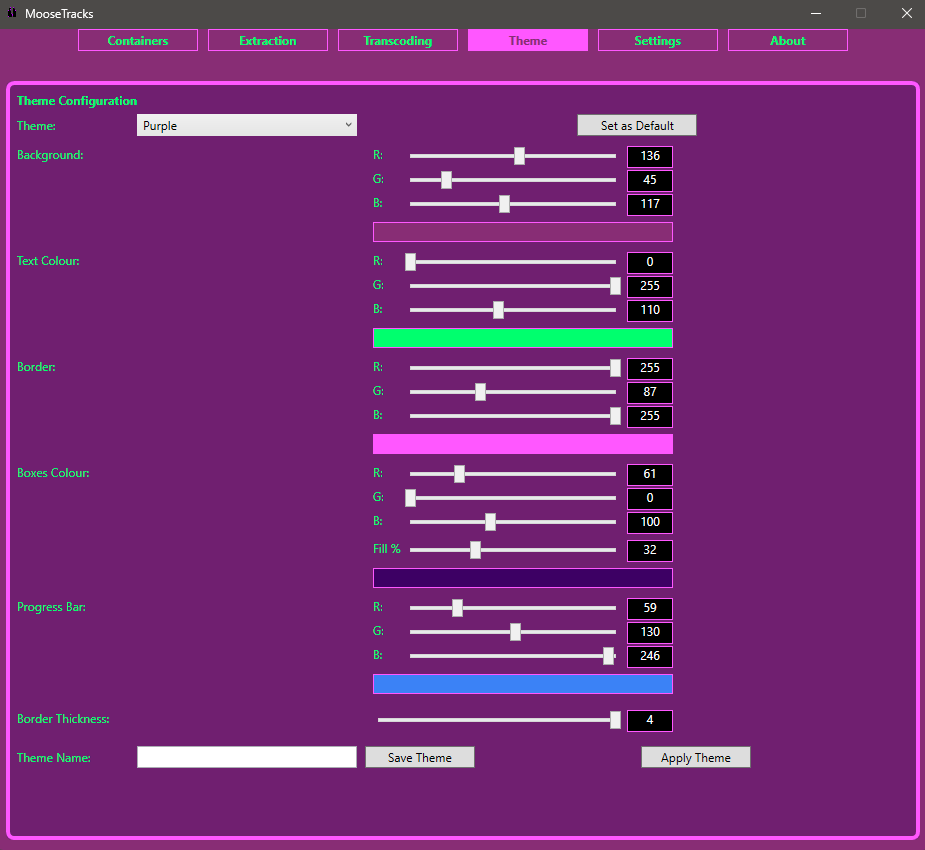 MooseTracks
Containers Extraction Transcoding Theme Settings About
Theme Configuration
Theme: Purple Set as Default
Background: R: 136
G: 45
B: 117
Text Colour: R: 0
G: 255
B: 110
Border: R: 255
G: 87
B: 255
Boxes Colour: R: 61
G: 0
B: 100
Fill % 32
Progress Bar: R: 59
G: 130
B: 246
Border Thickness: 4
Theme Name: Save Theme Apply Theme